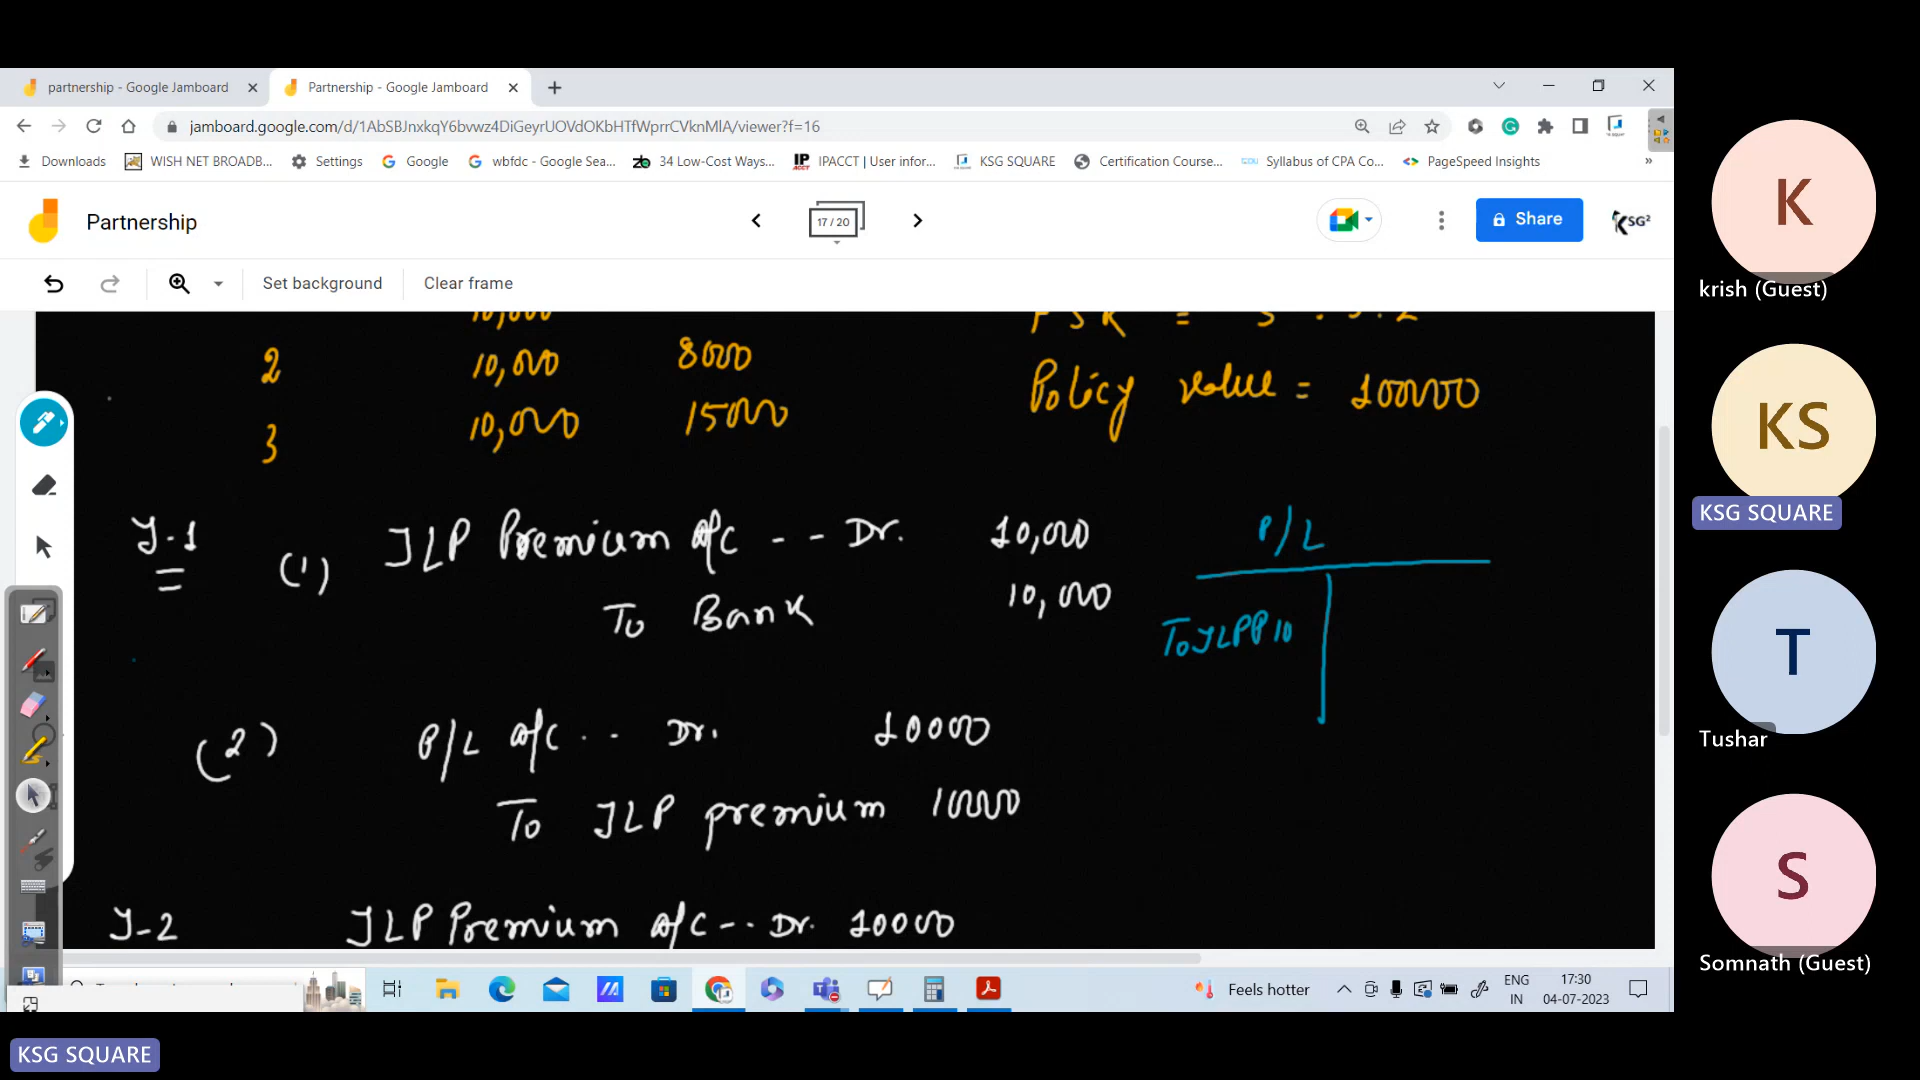 partnership - Google Jamboard
Partnership - Google Jamboard
jamboard.google.com/d/1AbSBJnxkqY6bvwz4DiGeyrUOVdOKbHTfWprrCVknMlA/viewer?f=16
Downloads
WISH NET BROADB...
Settings
Google
wbfdc - Google Sea...
34 Low-Cost Ways...
IPACCT | User infor...
KSG SQUARE
Certification Course...
Syllabus of CPA Co...
PageSpeed Insights
»
Partnership
17 / 20
Share
KSG²
Set background
Clear frame
10,000
2 10,000 8000
3 10,000 15000
Policy value = 100000
Y-1 (1) JLP Premium A/c - - Dr. 10,000
To Bank 10,000
P/L
To JLPP 10
(2) P/L A/c . . Dr. 10000
To JLP premium 10000
Y-2 JLP Premium A/c - . . Dr. 10000
Feels hotter
ENG
IN
17:30
04-07-2023
K
krish (Guest)
KS
KSG SQUARE
T
Tushar
S
Somnath (Guest)
KSG SQUARE